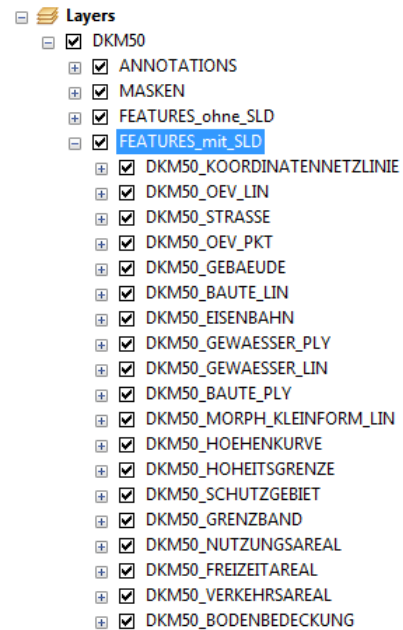 Layers
DKM50
ANNOTATIONS
MASKEN
FEATURES_ohne_SLD
FEATURES_mit_SLD
DKM50_KOORDINATENNETZLINIE
DKM50_OEV_LIN
DKM50_STRASSE
DKM50_OEV_PKT
DKM50_GEBAEUDE
DKM50_BAUTE_LIN
DKM50_EISENBAHN
DKM50_GEWAESSER_PLY
DKM50_GEWAESSER_LIN
DKM50_BAUTE_PLY
DKM50_MORPH_KLEINFORM_LIN
DKM50_HOEHENKURVE
DKM50_HOHEITSGRENZE
DKM50_SCHUTZGEBIET
DKM50_GRENZBAND
DKM50_NUTZUNGSAREAL
DKM50_FREIZEITAREAL
DKM50_VERKEHRSAREAL
DKM50_BODENBEDECKUNG